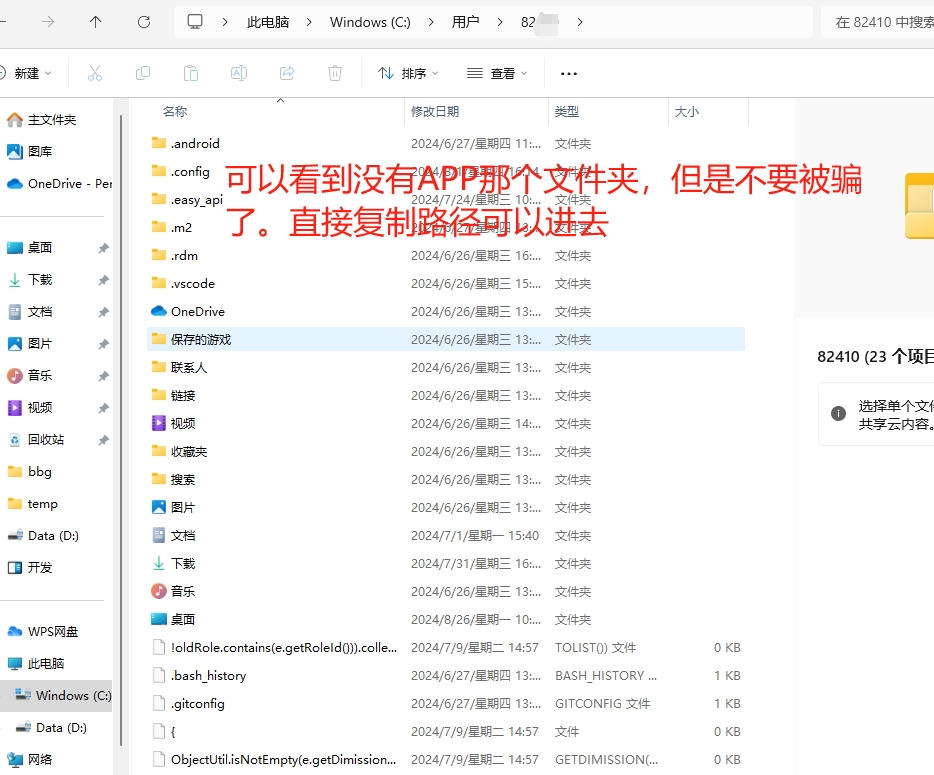 此电脑 Windows (C:) 用户 82
在 82410 中搜索
新建 排序 查看
名称 修改日期 类型 大小
主文件夹
图库
OneDrive - Per
桌面
下载
文档
图片
音乐
视频
回收站
bbg
temp
Data (D:)
开发
WPS网盘
此电脑
Windows (C:)
Data (D:)
网络
.android 2024/6/27/星期四 11:... 文件夹
.config
.easy_api 2024/7/24/星期三 10:... 文件夹
.m2
可以看到没有APP那个文件夹，但是不要被骗
了。直接复制路径可以进去
.rdm 2024/6/26/星期三 16:... 文件夹
.vscode 2024/6/26/星期三 15:... 文件夹
OneDrive 2024/6/26/星期三 13:... 文件夹
保存的游戏 2024/6/26/星期三 13:... 文件夹
联系人 2024/6/26/星期三 13:... 文件夹
链接 2024/6/26/星期三 13:... 文件夹
视频 2024/6/26/星期三 14:... 文件夹
收藏夹 2024/6/26/星期三 13:... 文件夹
搜索 2024/6/26/星期三 13:... 文件夹
图片 2024/6/26/星期三 13:... 文件夹
文档 2024/7/1/星期一 15:40 文件夹
下载 2024/7/31/星期三 16:... 文件夹
音乐 2024/6/26/星期三 13:... 文件夹
桌面 2024/8/26/星期一 10:... 文件夹
!oldRole.contains(e.getRoleId())).colle... 2024/7/9/星期二 14:57 TOLIST()) 文件 0 KB
.bash_history 2024/6/27/星期四 13:... BASH_HISTORY ... 1 KB
.gitconfig 2024/6/27/星期四 13:... GITCONFIG 文件 1 KB
{ 2024/7/9/星期二 14:57 文件 0 KB
ObjectUtil.isNotEmpty(e.getDimission... 2024/7/9/星期二 14:57 GETDIMISSION(... 0 KB
82410 (23 个项目
选择单个文件
共享云内容。